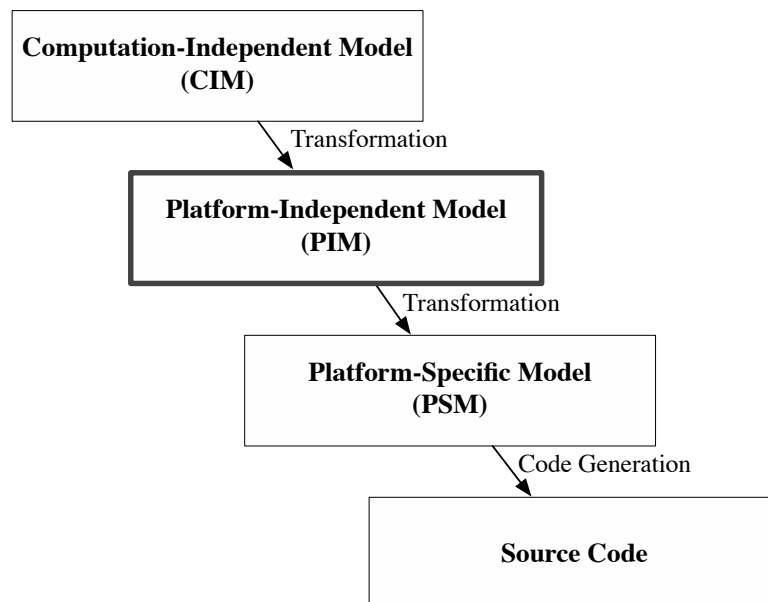 Computation-Independent Model
(CIM)
Transformation
Platform-Independent Model
(PIM)
Transformation
Platform-Specific Model
(PSM)
Code Generation
Source Code